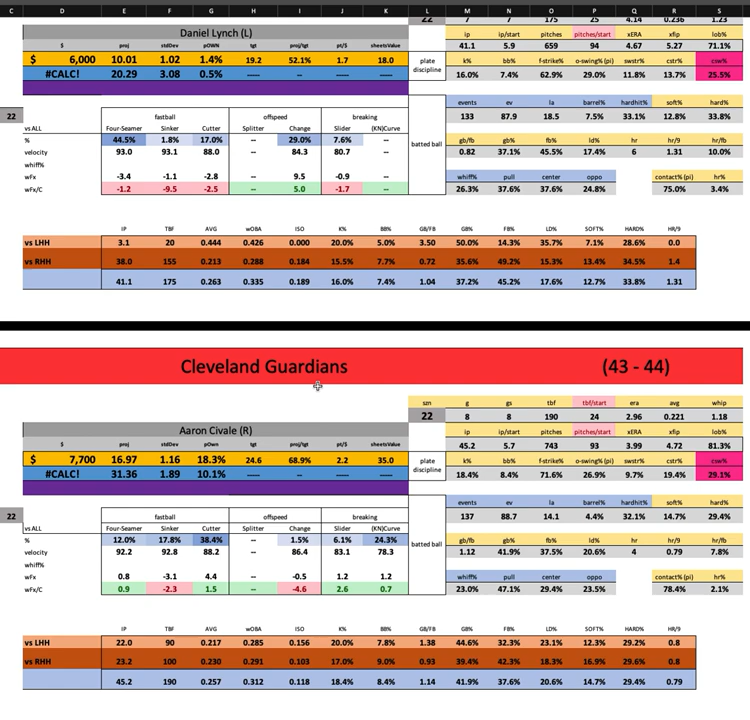 C D E F G H I J K L M N O P Q R S
22 7 7 175 25 4.14 0.236 1.23
Daniel Lynch (L) ip ip/start pitches pitches/start xERA xfip lob%
$ proj stdDev pOWN tgt proj/tgt pt/$ sheetsValue 41.1 5.9 659 94 4.67 5.27 71.1%
$ 6,000 10.01 1.02 1.4% 19.2 52.1% 1.7 18.0 plate discipline k% bb% f-strike% o-swing% (pi) swstr% cstr% csw%
#CALC! 20.29 3.08 0.5% ---- -- ---- ---- 16.0% 7.4% 62.9% 29.0% 11.8% 13.7% 25.5%
events ev la barrel% hardhit% soft% hard%
22 fastball offspeed breaking 133 87.9 18.5 7.5% 33.1% 12.8% 33.8%
vs ALL Four-Seamer Sinker Cutter Splitter Change Slider (KN)Curve
% 44.5% 1.8% 17.0% -- 29.0% 7.6% -- batted ball gb/fb gb% fb% ld% hr hr/9 hr/fb
velocity 93.0 93.1 88.0 -- 84.3 80.7 -- 0.82 37.1% 45.5% 17.4% 6 1.31 10.0%
whiff%
wFx -3.4 -1.1 -2.8 -- 9.5 -0.9 -- whiff% pull center oppo contact% (pi) hr%
wFx/C -1.2 -9.5 -2.5 -- 5.0 -1.7 -- 26.3% 37.6% 37.6% 24.8% 75.0% 3.4%
IP TBF AVG wOBA ISO K% BB% GB/FB GB% FB% LD% SOFT% HARD% HR/9
vs LHH 3.1 20 0.444 0.426 0.000 20.0% 5.0% 3.50 50.0% 14.3% 35.7% 7.1% 28.6% 0.0
vs RHH 38.0 155 0.213 0.288 0.184 15.5% 7.7% 0.72 35.6% 49.2% 15.3% 13.4% 34.5% 1.4
41.1 175 0.263 0.335 0.189 16.0% 7.4% 1.04 37.2% 45.2% 17.6% 12.7% 33.8% 1.31
Cleveland Guardians (43 - 44)
szn g gs tbf tbf/start era avg whip
22 8 8 190 24 2.96 0.221 1.18
Aaron Civale (R) ip ip/start pitches pitches/start xERA xfip lob%
$ proj stdDev pOwn tgt proj/tgt pt/$ sheetsValue 45.2 5.7 743 93 3.99 4.72 81.3%
$ 7,700 16.97 1.16 18.3% 24.6 68.9% 2.2 35.0 plate discipline k% bb% f-strike% o-swing% (pi) swstr% cstr% csw%
#CALC! 31.36 1.89 10.1% ---- -- ---- ---- 18.4% 8.4% 71.6% 26.9% 9.7% 19.4% 29.1%
events ev la barrel% hardhit% soft% hard%
22 fastball offspeed breaking 137 88.7 14.1 4.4% 32.1% 14.7% 29.4%
vs ALL Four-Seamer Sinker Cutter Splitter Change Slider (KN)Curve
% 12.0% 17.8% 38.4% -- 1.5% 6.1% 24.3% batted ball gb/fb gb% fb% ld% hr hr/9 hr/fb
velocity 92.2 92.8 88.2 -- 86.4 83.1 78.3 1.12 41.9% 37.5% 20.6% 4 0.79 7.8%
whiff%
wFx 0.8 -3.1 4.4 -0.5 1.2 1.2 whiff% pull center oppo contact% (pi) hr%
wFx/C 0.9 -2.3 1.5 -- -4.6 2.6 0.7 23.0% 47.1% 29.4% 23.5% 78.4% 2.1%
IP TBF AVG wOBA ISO K% BB% GB/FB GB% FB% LD% SOFT% HARD% HR/9
vs LHH 22.0 90 0.217 0.285 0.156 20.0% 7.8% 1.38 44.6% 32.3% 23.1% 12.3% 29.2% 0.8
vs RHH 23.2 100 0.230 0.291 0.103 17.0% 9.0% 0.93 39.4% 42.3% 18.3% 16.9% 29.6% 0.8
45.2 190 0.257 0.312 0.118 18.4% 8.4% 1.14 41.9% 37.6% 20.6% 14.7% 29.4% 0.79